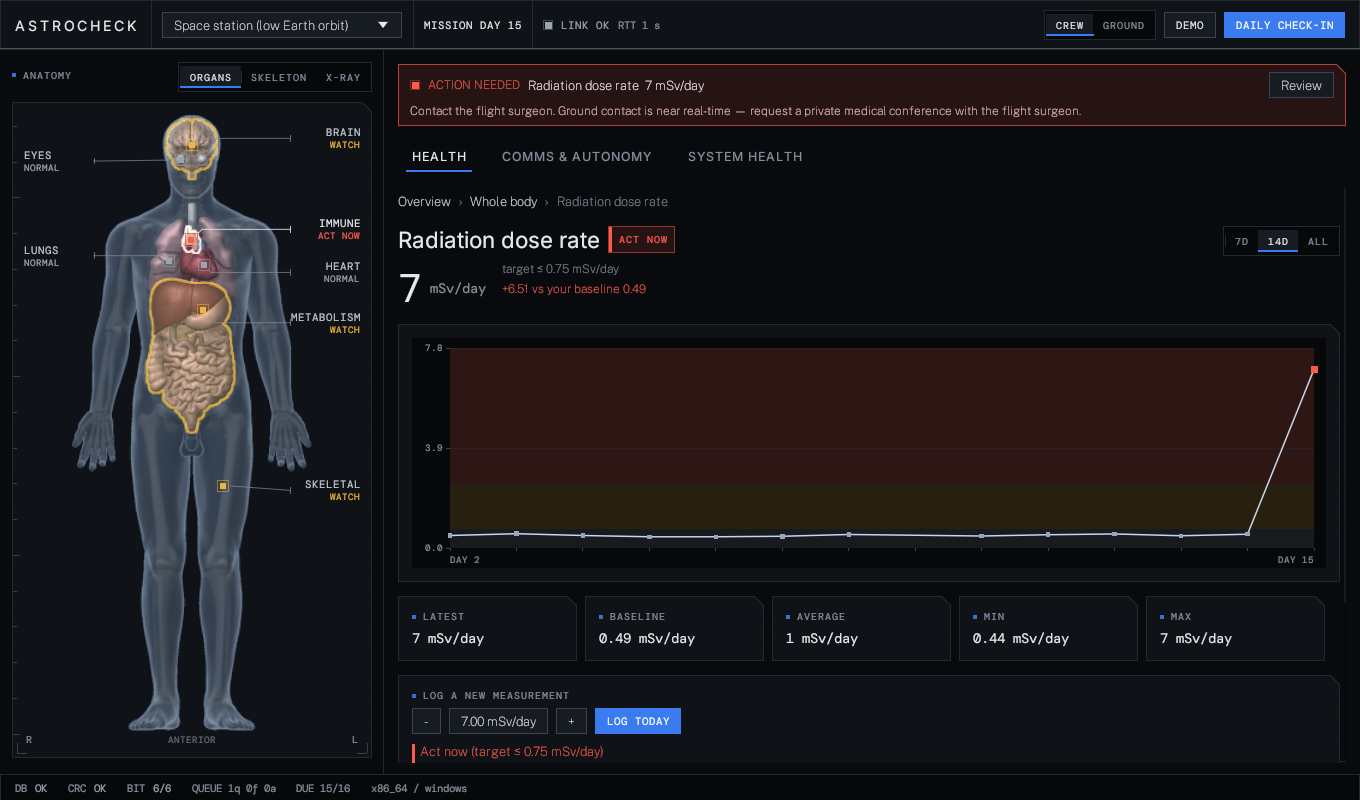 ASTROCHECK
Space station (low Earth orbit)
MISSION DAY 15
LINK OK RTT 1 s
CREW GROUND
DEMO
DAILY CHECK-IN
ANATOMY
ORGANS SKELETON X-RAY
BRAIN
WATCH
EYES
NORMAL
IMMUNE
ACT NOW
LUNGS
NORMAL
HEART
NORMAL
METABOLISM
WATCH
SKELETAL
WATCH
R ANTERIOR L
ACTION NEEDED Radiation dose rate 7 mSv/day
Review
Contact the flight surgeon. Ground contact is near real-time — request a private medical conference with the flight surgeon.
HEALTH COMMS & AUTONOMY SYSTEM HEALTH
Overview › Whole body › Radiation dose rate
Radiation dose rate ACT NOW
7D 14D ALL
7 mSv/day
target ≤ 0.75 mSv/day
+6.51 vs your baseline 0.49
7.8
3.9
0.0
DAY 2 DAY 15
LATEST
7 mSv/day
BASELINE
0.49 mSv/day
AVERAGE
1 mSv/day
MIN
0.44 mSv/day
MAX
7 mSv/day
LOG A NEW MEASUREMENT
- 7.00 mSv/day + LOG TODAY
Act now (target ≤ 0.75 mSv/day)
DB OK CRC OK BIT 6/6 QUEUE 1q 0f 0a DUE 15/16 x86_64 / windows